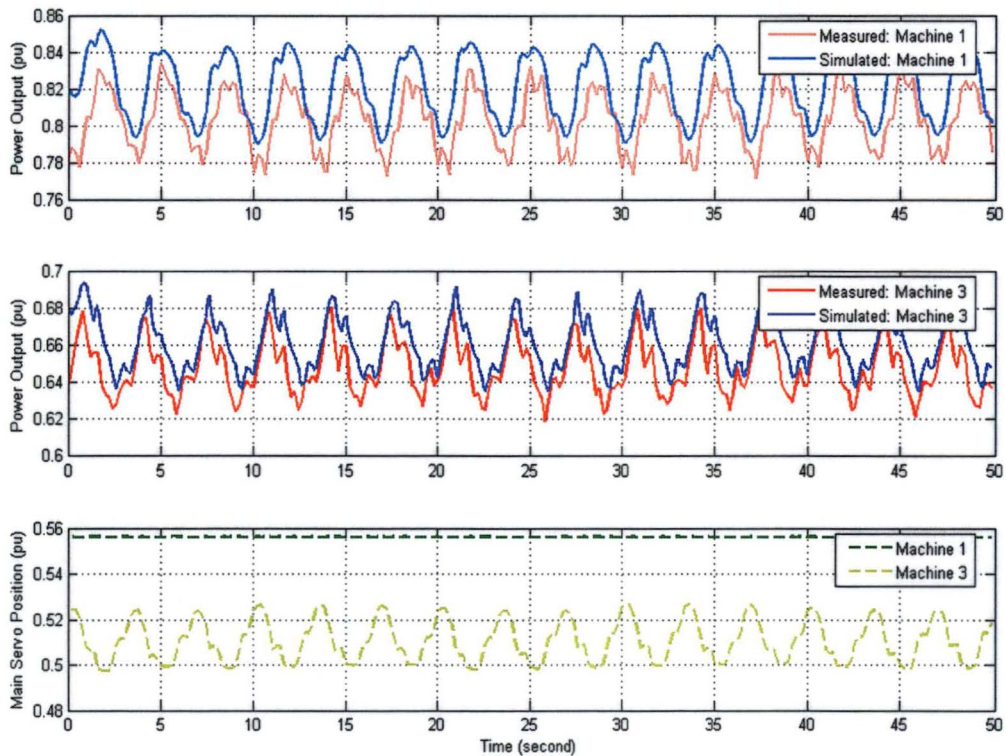 Power Output (pu)
0.86
0.84
0.82
0.8
0.78
0.76
Measured: Machine 1
Simulated: Machine 1
0 5 10 15 20 25 30 35 40 45 50
Power Output (pu)
0.7
0.68
0.66
0.64
0.62
0.6
Measured: Machine 3
Simulated: Machine 3
0 5 10 15 20 25 30 35 40 45 50
Main Servo Position (pu)
0.56
0.54
0.52
0.5
0.48
Machine 1
Machine 3
0 5 10 15 20 25 30 35 40 45 50
Time (second)